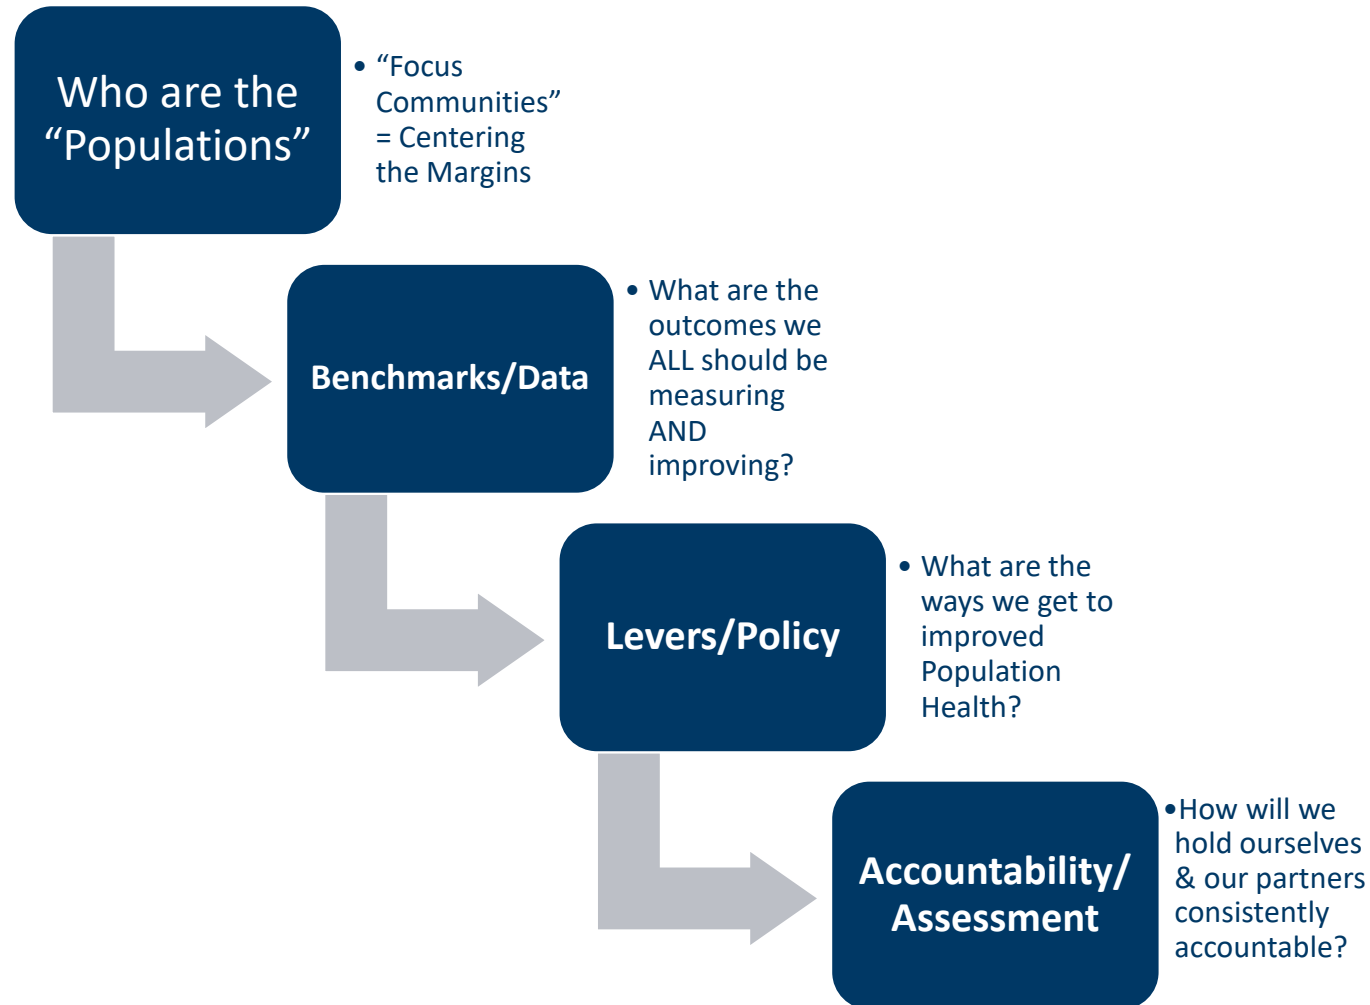 Who are the
“Populations”
• “Focus
Communities”
= Centering
the Margins
Benchmarks/Data
• What are the
outcomes we
ALL should be
measuring
AND
improving?
Levers/Policy
• What are the
ways we get to
improved
Population
Health?
Accountability/
Assessment
•How will we
hold ourselves
& our partners
consistently
accountable?